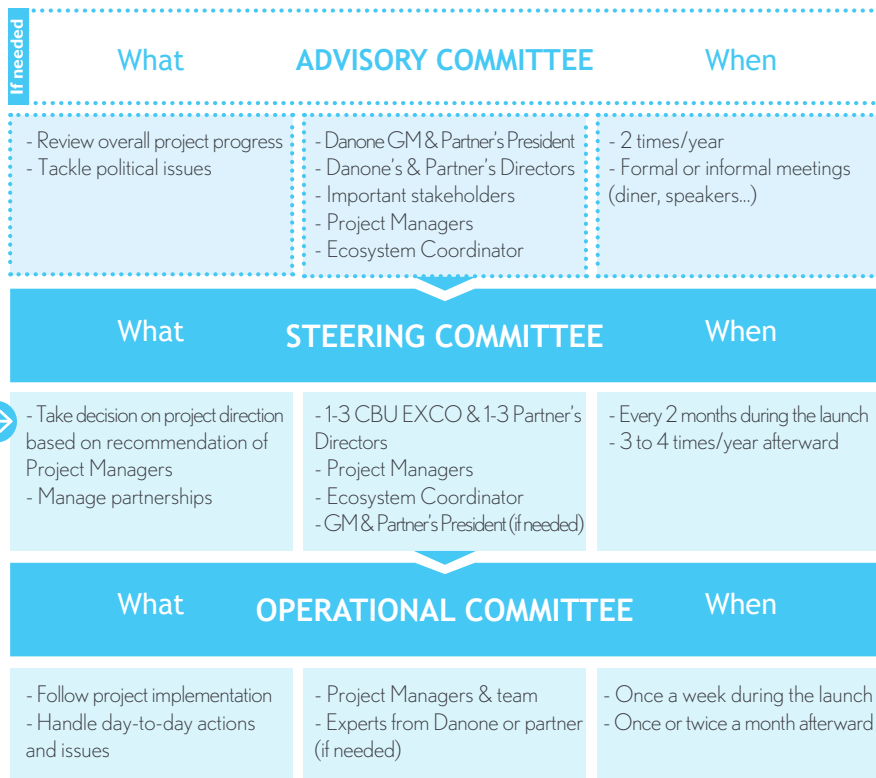 If needed
What
ADVISORY COMMITTEE
When
- Review overall project progress
- Tackle political issues
- Danone GM & Partner's President
- Danone's & Partner's Directors
- Important stakeholders
- Project Managers
- Ecosystem Coordinator
- 2 times/year
- Formal or informal meetings
(diner, speakers...)
What
STEERING COMMITTEE
When
- Take decision on project direction
based on recommendation of
Project Managers
- Manage partnerships
- 1-3 CBU EXCO & 1-3 Partner's
Directors
- Project Managers
- Ecosystem Coordinator
- GM & Partner's President (if needed)
- Every 2 months during the launch
- 3 to 4 times/year afterward
What
OPERATIONAL COMMITTEE
When
- Follow project implementation
- Handle day-to-day actions
and issues
- Project Managers & team
- Experts from Danone or partner
(if needed)
- Once a week during the launch
- Once or twice a month afterward